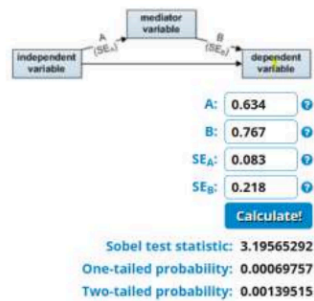 mediator
variable
A
(SEA)
B
(SEB)
independent
variable
dependent
variable
A: 0.634
B: 0.767
SEA: 0.083
SEB: 0.218
Calculate!
Sobel test statistic: 3.19565292
One-tailed probability: 0.00069757
Two-tailed probability: 0.00139515